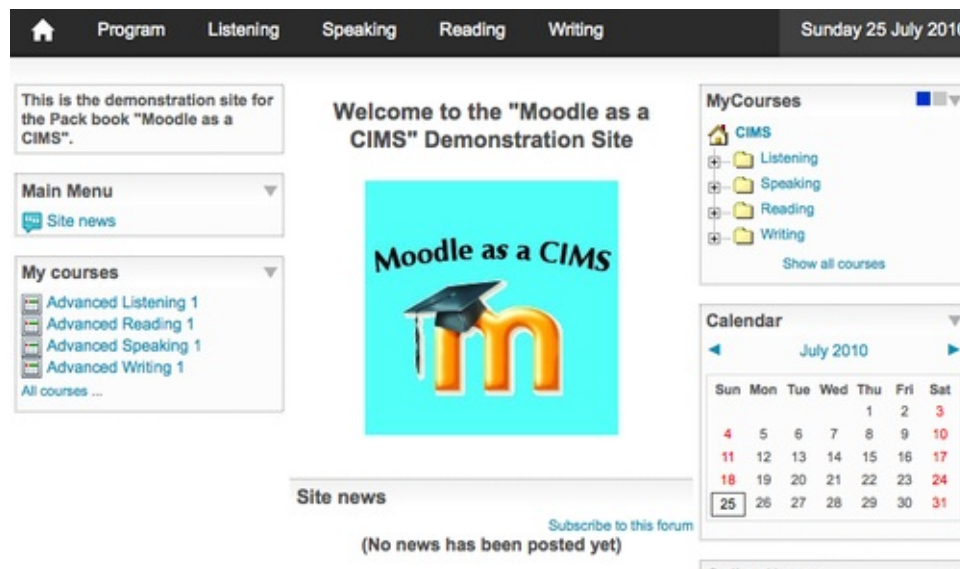 Program Listening Speaking Reading Writing Sunday 25 July 2010
This is the demonstration site for
the Pack book "Moodle as a
CIMS".
Main Menu
Site news
My courses
Advanced Listening 1
Advanced Reading 1
Advanced Speaking 1
Advanced Writing 1
All courses ...
Welcome to the "Moodle as a
CIMS" Demonstration Site
Moodle as a CIMS
m
Site news
Subscribe to this forum
(No news has been posted yet)
MyCourses
CIMS
Listening
Speaking
Reading
Writing
Show all courses
Calendar
July 2010
Sun Mon Tue Wed Thu Fri Sat
1 2 3
4 5 6 7 8 9 10
11 12 13 14 15 16 17
18 19 20 21 22 23 24
25 26 27 28 29 30 31